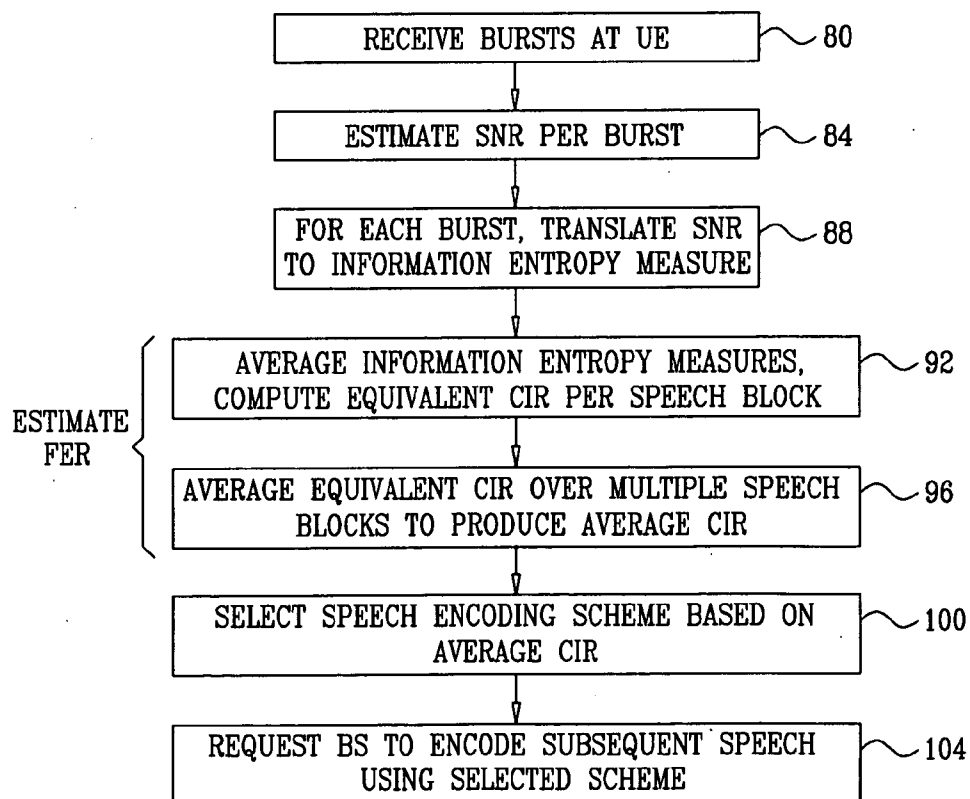 RECEIVE BURSTS AT UE
80
ESTIMATE SNR PER BURST
84
FOR EACH BURST, TRANSLATE SNR
TO INFORMATION ENTROPY MEASURE
88
AVERAGE INFORMATION ENTROPY MEASURES,
COMPUTE EQUIVALENT CIR PER SPEECH BLOCK
92
ESTIMATE
FER
AVERAGE EQUIVALENT CIR OVER MULTIPLE SPEECH
BLOCKS TO PRODUCE AVERAGE CIR
96
SELECT SPEECH ENCODING SCHEME BASED ON
AVERAGE CIR
100
REQUEST BS TO ENCODE SUBSEQUENT SPEECH
USING SELECTED SCHEME
104